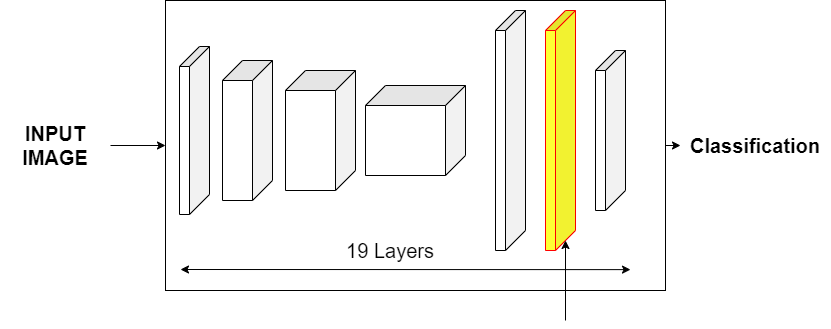 INPUT
IMAGE
Classification
19 Layers